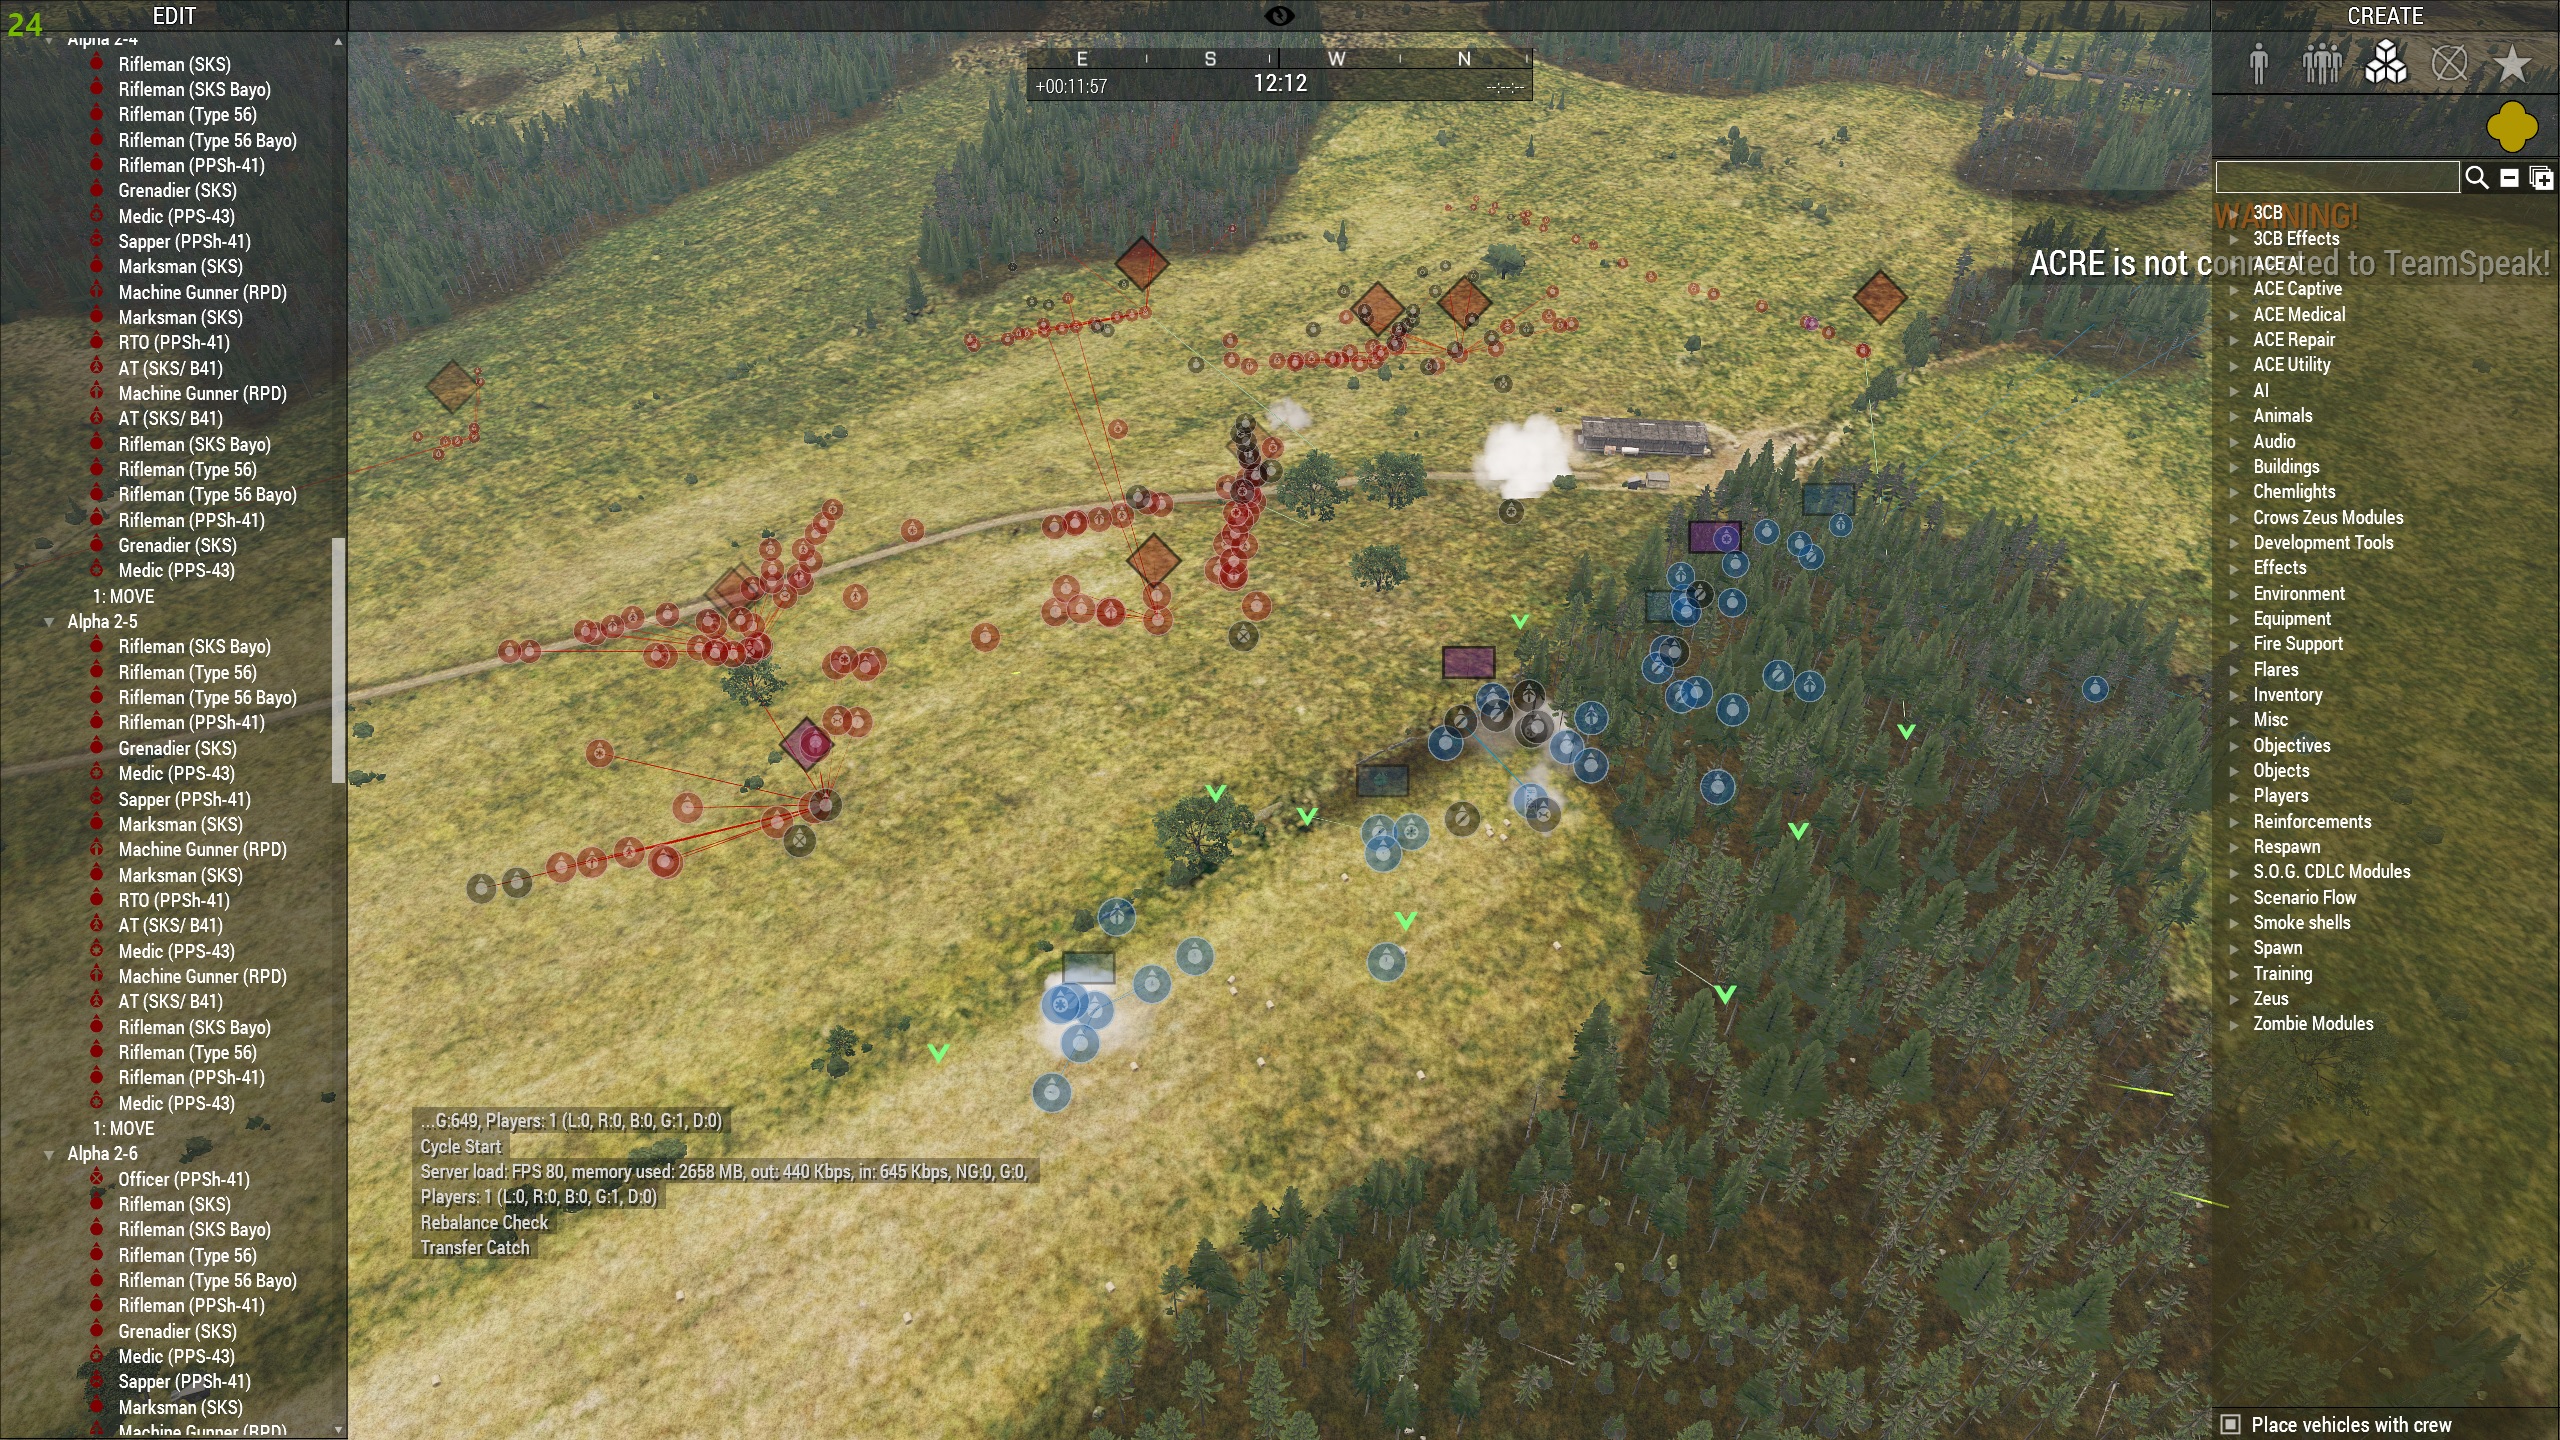 24
EDIT
Alpha 2-4
Rifleman (SKS)
Rifleman (SKS Bayo)
Rifleman (Type 56)
Rifleman (Type 56 Bayo)
Rifleman (PPSh-41)
Grenadier (SKS)
Medic (PPS-43)
Sapper (PPSh-41)
Marksman (SKS)
Machine Gunner (RPD)
Marksman (SKS)
RTO (PPSh-41)
AT (SKS/ B41)
Machine Gunner (RPD)
AT (SKS/ B41)
Rifleman (SKS Bayo)
Rifleman (Type 56)
Rifleman (Type 56 Bayo)
Rifleman (PPSh-41)
Grenadier (SKS)
Medic (PPS-43)
1: MOVE
Alpha 2-5
Rifleman (SKS Bayo)
Rifleman (Type 56)
Rifleman (Type 56 Bayo)
Rifleman (PPSh-41)
Grenadier (SKS)
Medic (PPS-43)
Sapper (PPSh-41)
Marksman (SKS)
Machine Gunner (RPD)
Marksman (SKS)
RTO (PPSh-41)
AT (SKS/ B41)
Medic (PPS-43)
Machine Gunner (RPD)
AT (SKS/ B41)
Rifleman (SKS Bayo)
Rifleman (Type 56)
Rifleman (PPSh-41)
Medic (PPS-43)
1: MOVE
Alpha 2-6
Officer (PPSh-41)
Rifleman (SKS)
Rifleman (SKS Bayo)
Rifleman (Type 56)
Rifleman (Type 56 Bayo)
Rifleman (PPSh-41)
Grenadier (SKS)
Medic (PPS-43)
Sapper (PPSh-41)
Marksman (SKS)
Machine Gunner (RPD)
E S W N
+00:11:57 12:12 --:--:--
...G:649, Players: 1 (L:0, R:0, B:0, G:1, D:0)
Cycle Start
Server load: FPS 80, memory used: 2658 MB, out: 440 Kbps, in: 645 Kbps, NG:0, G:0,
Players: 1 (L:0, R:0, B:0, G:1, D:0)
Rebalance Check
Transfer Catch
CREATE
WARNING!
ACRE is not connected to TeamSpeak!
3CB
3CB Effects
ACE AI
ACE Captive
ACE Medical
ACE Repair
ACE Utility
AI
Animals
Audio
Buildings
Chemlights
Crows Zeus Modules
Development Tools
Effects
Environment
Equipment
Fire Support
Flares
Inventory
Misc
Objectives
Objects
Players
Reinforcements
Respawn
S.O.G. CDLC Modules
Scenario Flow
Smoke shells
Spawn
Training
Zeus
Zombie Modules
Place vehicles with crew